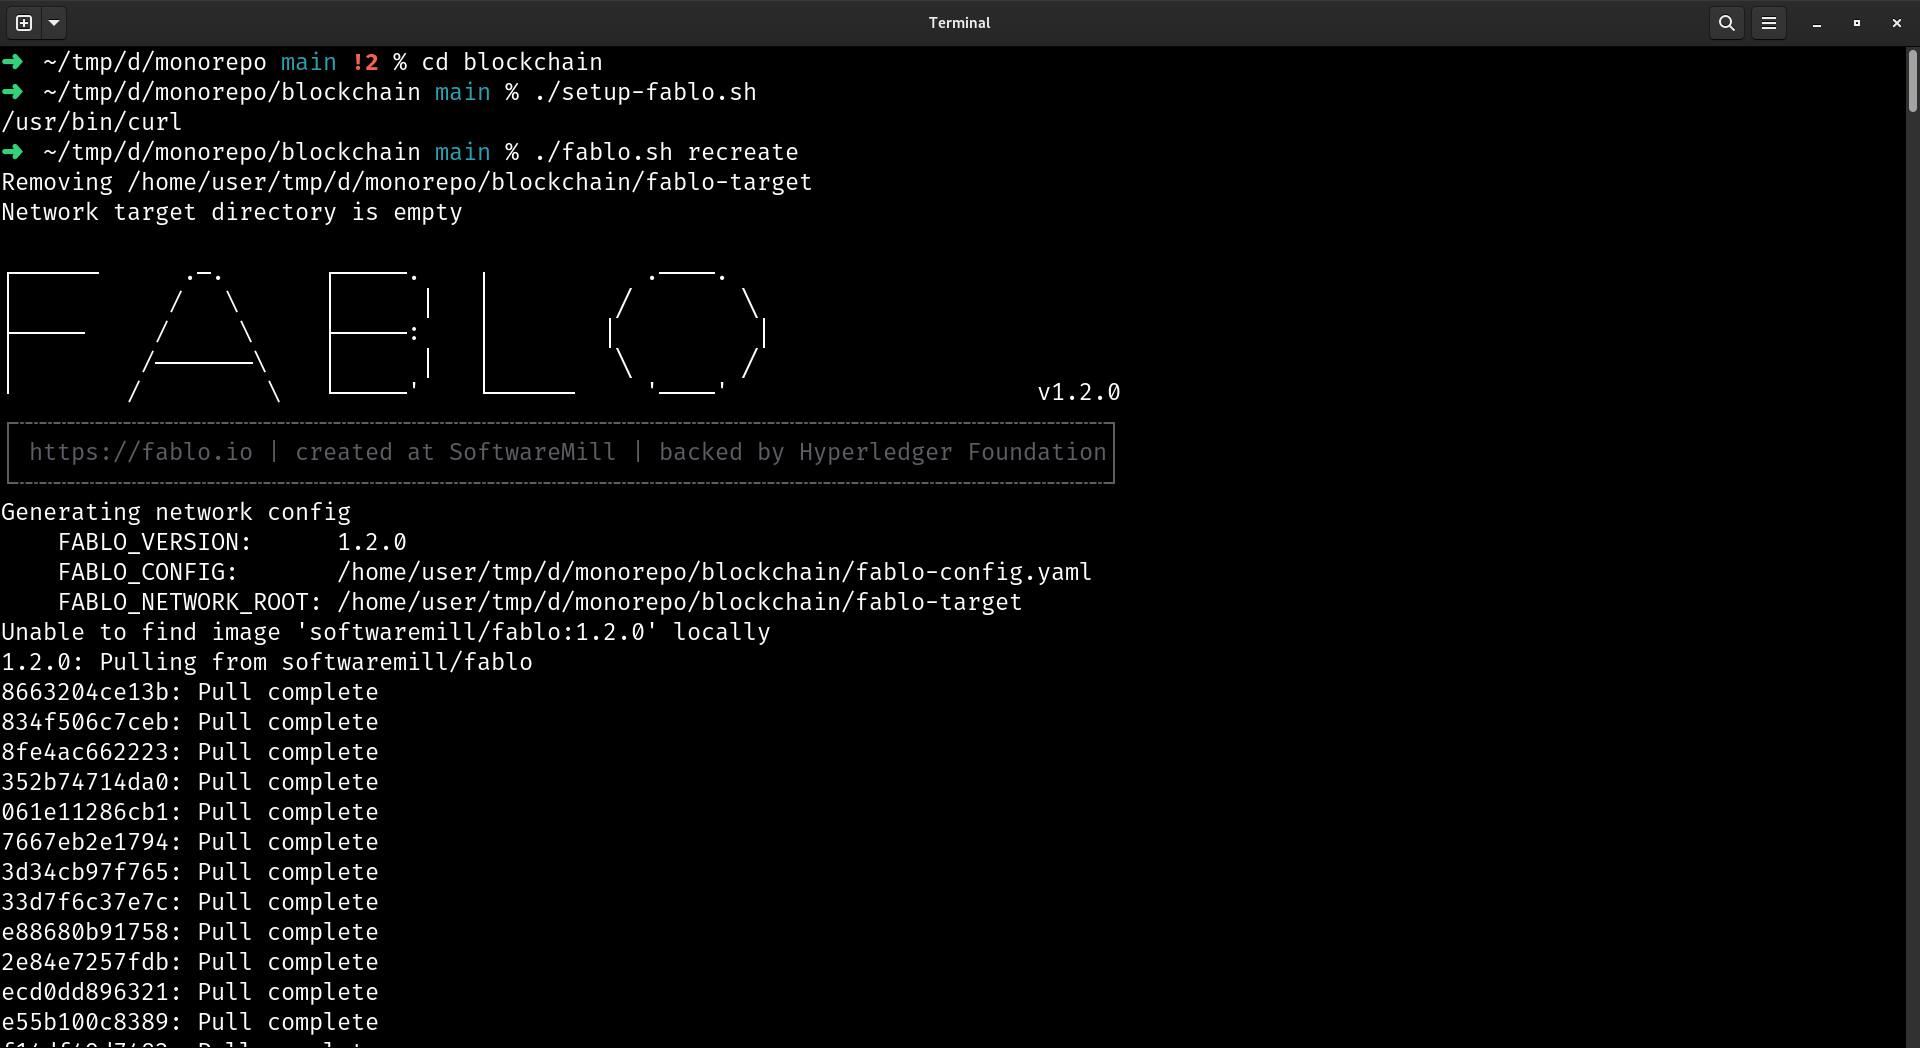 Terminal
➜ ~/tmp/d/monorepo main !2 % cd blockchain
➜ ~/tmp/d/monorepo/blockchain main % ./setup-fablo.sh
/usr/bin/curl
➜ ~/tmp/d/monorepo/blockchain main % ./fablo.sh recreate
Removing /home/user/tmp/d/monorepo/blockchain/fablo-target
Network target directory is empty
FABLO
v1.2.0
https://fablo.io | created at SoftwareMill | backed by Hyperledger Foundation
Generating network config
FABLO_VERSION: 1.2.0
FABLO_CONFIG: /home/user/tmp/d/monorepo/blockchain/fablo-config.yaml
FABLO_NETWORK_ROOT: /home/user/tmp/d/monorepo/blockchain/fablo-target
Unable to find image 'softwaremill/fablo:1.2.0' locally
1.2.0: Pulling from softwaremill/fablo
8663204ce13b: Pull complete
834f506c7ceb: Pull complete
8fe4ac662223: Pull complete
352b74714da0: Pull complete
061e11286cb1: Pull complete
7667eb2e1794: Pull complete
3d34cb97f765: Pull complete
33d7f6c37e7c: Pull complete
e88680b91758: Pull complete
2e84e7257fdb: Pull complete
ecd0dd896321: Pull complete
e55b100c8389: Pull complete
Pull complete